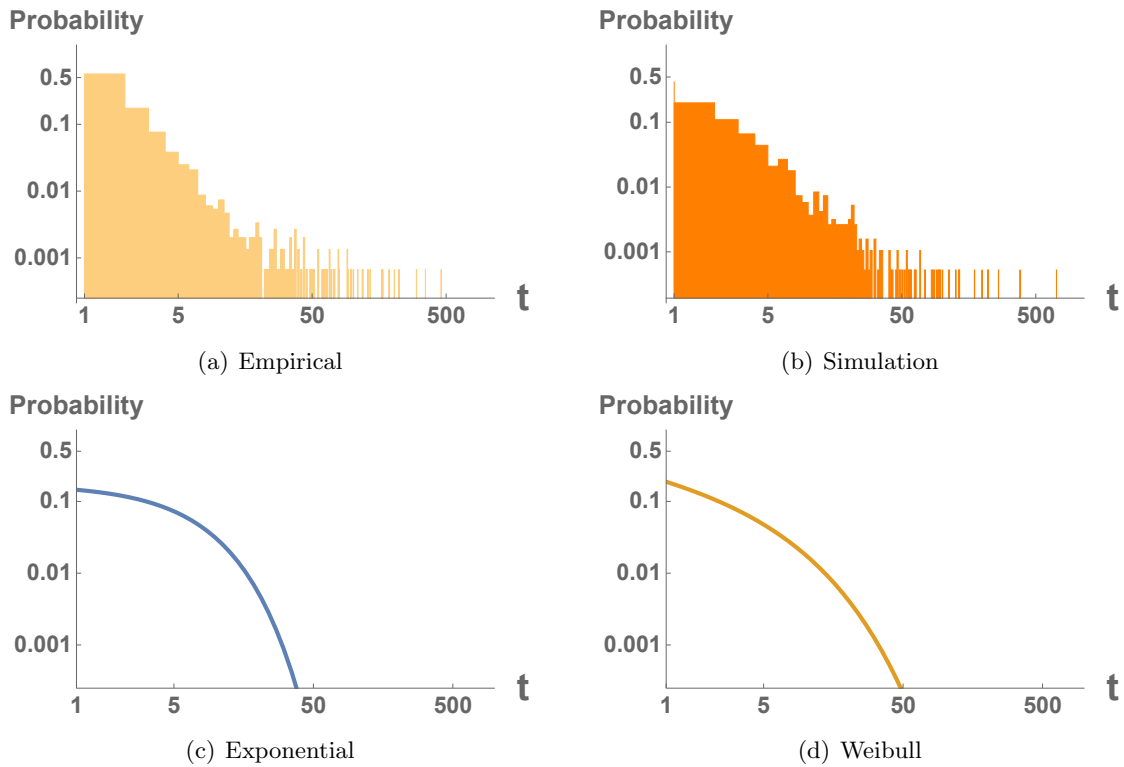 Probability
0.5
0.1
0.01
0.001
1 5 50 500 t
(a) Empirical
Probability
0.5
0.1
0.01
0.001
1 5 50 500 t
(b) Simulation
Probability
0.5
0.1
0.01
0.001
1 5 50 500 t
(c) Exponential
Probability
0.5
0.1
0.01
0.001
1 5 50 500 t
(d) Weibull